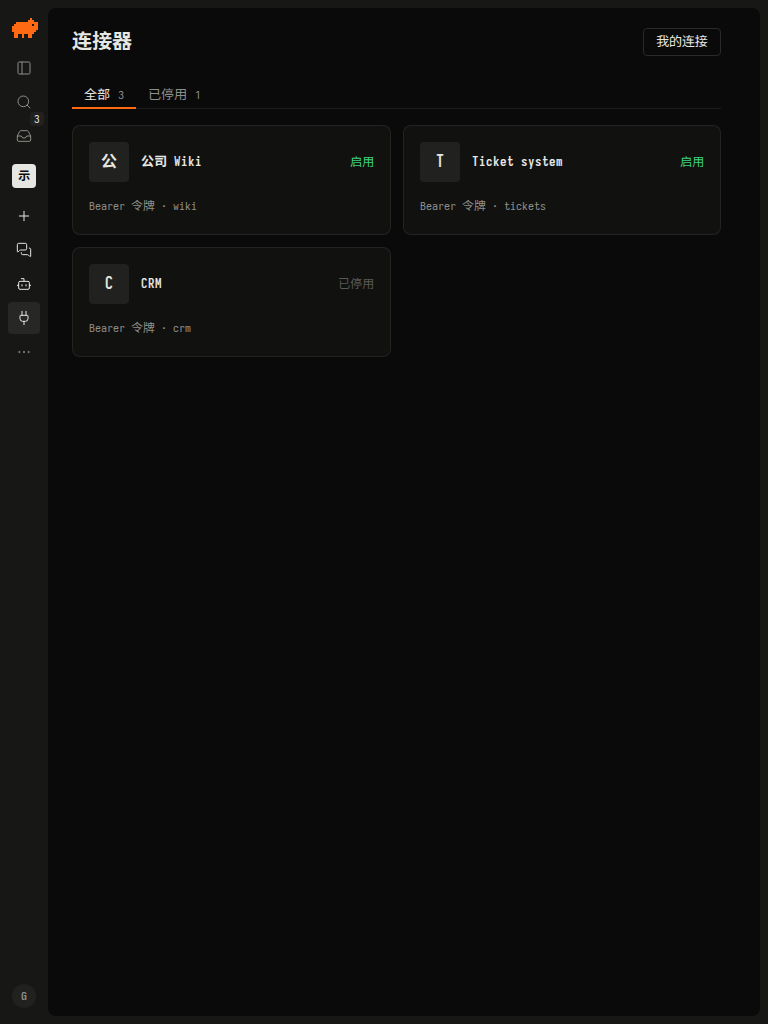 连接器
我的连接
全部 3
已停用 1
3
示
公
公司 Wiki
启用
Bearer 令牌 · wiki
T
Ticket system
启用
Bearer 令牌 · tickets
C
CRM
已停用
Bearer 令牌 · crm
G